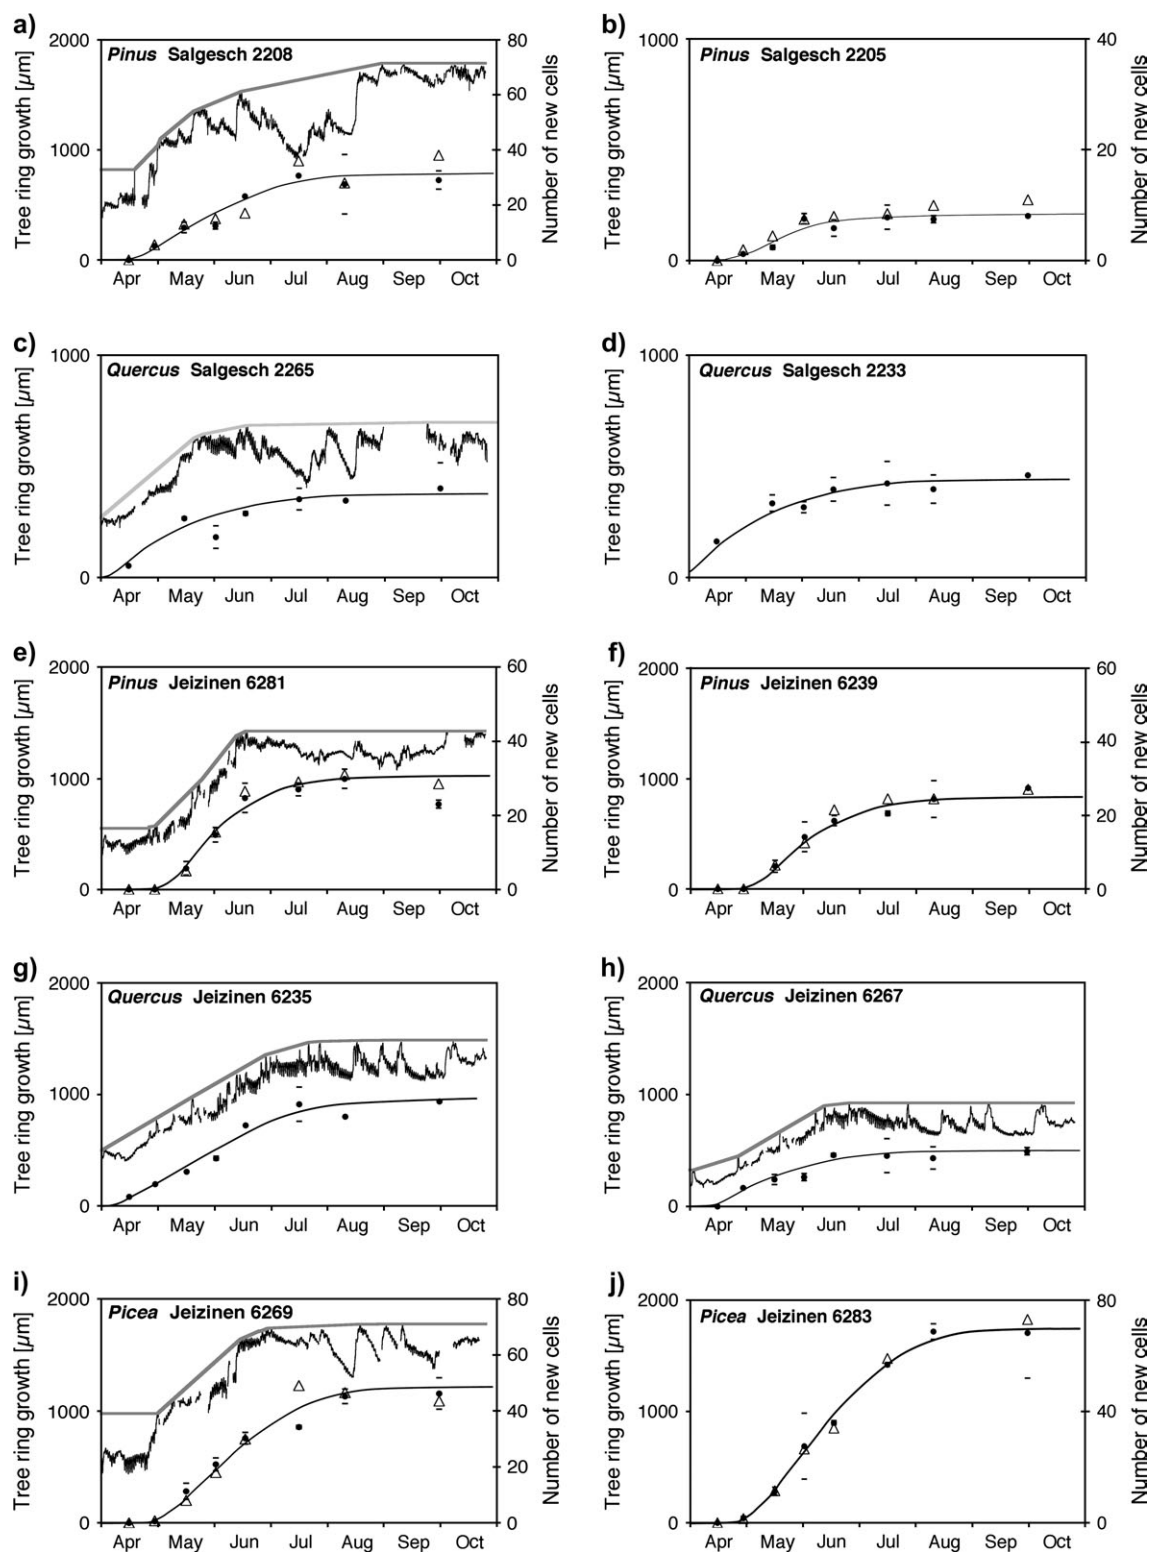 a)
Pinus Salgesch 2208
Tree ring growth [µm]
2000
1000
0
Number of new cells
80
60
40
20
0
Apr May Jun Jul Aug Sep Oct
b)
Pinus Salgesch 2205
Tree ring growth [µm]
1000
0
Number of new cells
40
20
0
Apr May Jun Jul Aug Sep Oct
c)
Quercus Salgesch 2265
Tree ring growth [µm]
1000
0
Apr May Jun Jul Aug Sep Oct
d)
Quercus Salgesch 2233
Tree ring growth [µm]
1000
0
Apr May Jun Jul Aug Sep Oct
e)
Pinus Jeizinen 6281
Tree ring growth [µm]
2000
1000
0
Number of new cells
60
40
20
0
Apr May Jun Jul Aug Sep Oct
f)
Pinus Jeizinen 6239
Tree ring growth [µm]
2000
1000
0
Number of new cells
60
40
20
0
Apr May Jun Jul Aug Sep Oct
g)
Quercus Jeizinen 6235
Tree ring growth [µm]
2000
1000
0
Apr May Jun Jul Aug Sep Oct
h)
Quercus Jeizinen 6267
Tree ring growth [µm]
2000
1000
0
Apr May Jun Jul Aug Sep Oct
i)
Picea Jeizinen 6269
Tree ring growth [µm]
2000
1000
0
Number of new cells
80
60
40
20
0
Apr May Jun Jul Aug Sep Oct
j)
Picea Jeizinen 6283
Tree ring growth [µm]
2000
1000
0
Number of new cells
80
40
0
Apr May Jun Jul Aug Sep Oct